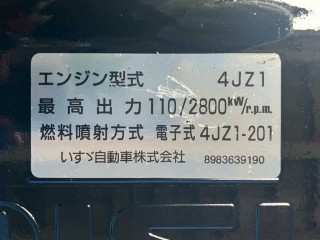 エンジン型式 4JZ1
最高出力 110/2800kW/r.p.m.
燃料噴射方式 電子式 4JZ1-201
いすゞ自動車株式会社 8983639190